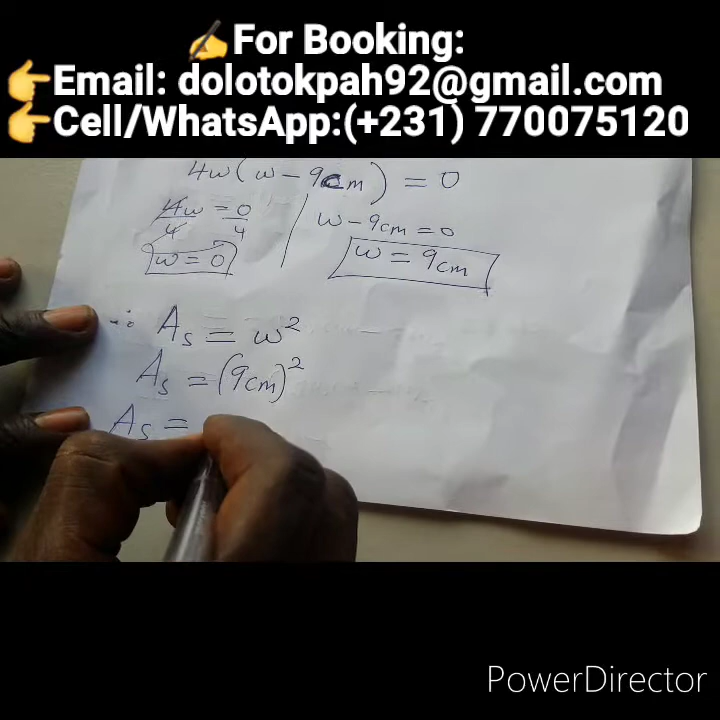 ✍️For Booking:
👉Email: dolotokpah92@gmail.com
👉Cell/WhatsApp:(+231) 770075120
4w(w-9cm) = 0
4w/4 = 0/4
w-9cm=0
w=0
w=9cm
∴ As = w²
As = (9cm)²
As =
PowerDirector